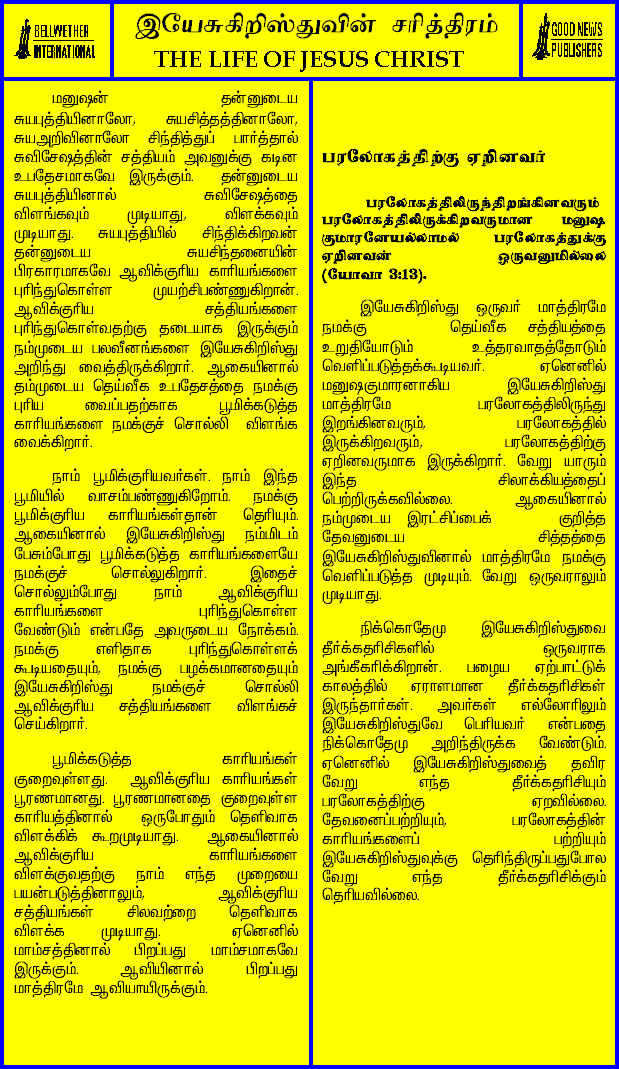 BELLWETHER
INTERNATIONAL
இயேசுகிறிஸ்துவின் சரித்திரம்
THE LIFE OF JESUS CHRIST
GOOD NEWS
PUBLISHERS
மனுஷன் தன்னுடைய
சுயபுத்தியினாலோ, சுயசித்தத்தினாலோ,
சுயஅறிவினாலோ சிந்தித்துப் பார்த்தால்
சுவிசேஷத்தின் சத்தியம் அவனுக்கு கடின
உபதேசமாகவே இருக்கும். தன்னுடைய
சுயபுத்தியினால் சுவிசேஷத்தை
விளங்கவும் முடியாது, விளக்கவும்
முடியாது. சுயபுத்தியில் சிந்திக்கிறவன்
தன்னுடைய சுயசிந்தனையின்
பிரகாரமாகவே ஆவிக்குரிய காரியங்களை
புரிந்துகொள்ள முயற்சிபண்ணுகிறான்.
ஆவிக்குரிய சத்தியங்களை
புரிந்துகொள்வதற்கு தடையாக இருக்கும்
நம்முடைய பலவீனங்களை இயேசுகிறிஸ்து
அறிந்து வைத்திருக்கிறார். ஆகையினால்
தம்முடைய தெய்வீக உபதேசத்தை நமக்கு
புரிய வைப்பதற்காக பூமிக்கடுத்த
காரியங்களை நமக்குச் சொல்லி விளங்க
வைக்கிறார்.
நாம் பூமிக்குரியவர்கள். நாம் இந்த
பூமியில் வாசம்பண்ணுகிறோம். நமக்கு
பூமிக்குரிய காரியங்கள்தான் தெரியும்.
ஆகையினால் இயேசுகிறிஸ்து நம்மிடம்
பேசும்போது பூமிக்கடுத்த காரியங்களையே
நமக்குச் சொல்லுகிறார். இதைச்
சொல்லும்போது நாம் ஆவிக்குரிய
காரியங்களை புரிந்துகொள்ள
வேண்டும் என்பதே அவருடைய நோக்கம்.
நமக்கு எளிதாக புரிந்துகொள்ளக்
கூடியதையும், நமக்கு பழக்கமானதையும்
இயேசுகிறிஸ்து நமக்குச் சொல்லி
ஆவிக்குரிய சத்தியங்களை விளங்கச்
செய்கிறார்.
பூமிக்கடுத்த காரியங்கள்
குறைவுள்ளது. ஆவிக்குரிய காரியங்கள்
பூரணமானது. பூரணமானதை குறைவுள்ள
காரியத்தினால் ஒருபோதும் தெளிவாக
விளக்கிக் கூறமுடியாது. ஆகையினால்
ஆவிக்குரிய காரியங்களை
விளக்குவதற்கு நாம் எந்த முறையை
பயன்படுத்தினாலும், ஆவிக்குரிய
சத்தியங்கள் சிலவற்றை தெளிவாக
விளக்க முடியாது. ஏனெனில்
மாம்சத்தினால் பிறப்பது மாம்சமாகவே
இருக்கும். ஆவியினால் பிறப்பது
மாத்திரமே ஆவியாயிருக்கும்.
பரலோகத்திற்கு ஏறினவர்
பரலோகத்திலிருந்திறங்கினவரும்
பரலோகத்திலிருக்கிறவருமான மனுஷ
குமாரனேயல்லாமல் பரலோகத்துக்கு
ஏறினவன் ஒருவனுமில்லை
(யோவா 3:13).
இயேசுகிறிஸ்து ஒருவர் மாத்திரமே
நமக்கு தெய்வீக சத்தியத்தை
உறுதியோடும் உத்தரவாதத்தோடும்
வெளிப்படுத்தக்கூடியவர். ஏனெனில்
மனுஷகுமாரனாகிய இயேசுகிறிஸ்து
மாத்திரமே பரலோகத்திலிருந்து
இறங்கினவரும், பரலோகத்தில்
இருக்கிறவரும், பரலோகத்திற்கு
ஏறினவருமாக இருக்கிறார். வேறு யாரும்
இந்த சிலாக்கியத்தைப்
பெற்றிருக்கவில்லை. ஆகையினால்
நம்முடைய இரட்சிப்பைக் குறித்த
தேவனுடைய சித்தத்தை
இயேசுகிறிஸ்துவினால் மாத்திரமே நமக்கு
வெளிப்படுத்த முடியும். வேறு ஒருவராலும்
முடியாது.
நிக்கொதேமு இயேசுகிறிஸ்துவை
தீர்க்கதரிசிகளில் ஒருவராக
அங்கீகரிக்கிறான். பழைய ஏற்பாட்டுக்
காலத்தில் ஏராளமான தீர்க்கதரிசிகள்
இருந்தார்கள். அவர்கள் எல்லோரிலும்
இயேசுகிறிஸ்துவே பெரியவர் என்பதை
நிக்கொதேமு அறிந்திருக்க வேண்டும்.
ஏனெனில் இயேசுகிறிஸ்துவைத் தவிர
வேறு எந்த தீர்க்கதரிசியும்
பரலோகத்திற்கு ஏறவில்லை.
தேவனைப்பற்றியும், பரலோகத்தின்
காரியங்களைப் பற்றியும்
இயேசுகிறிஸ்துவுக்கு தெரிந்திருப்பதுபோல
வேறு எந்த தீர்க்கதரிசிக்கும்
தெரியவில்லை.